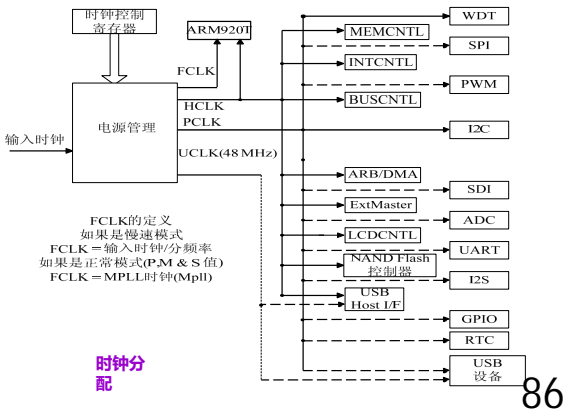 时钟控制
寄存器
ARM920T
FCLK
HCLK
PCLK
UCLK(48 MHz)
电源管理
输入时钟
WDT
MEMCNTL
SPI
INTCNTL
PWM
BUSCNTL
I2C
ARB/DMA
SDI
ExtMaster
ADC
LCDCNTL
UART
NAND Flash
控制器
I2S
USB
Host I/F
GPIO
RTC
USB
设备
FCLK的定义
如果是慢速模式
FCLK＝输入时钟/分频率
如果是正常模式(P,M & S 值)
FCLK＝MPLL时钟(Mpll)
时钟分
配
86